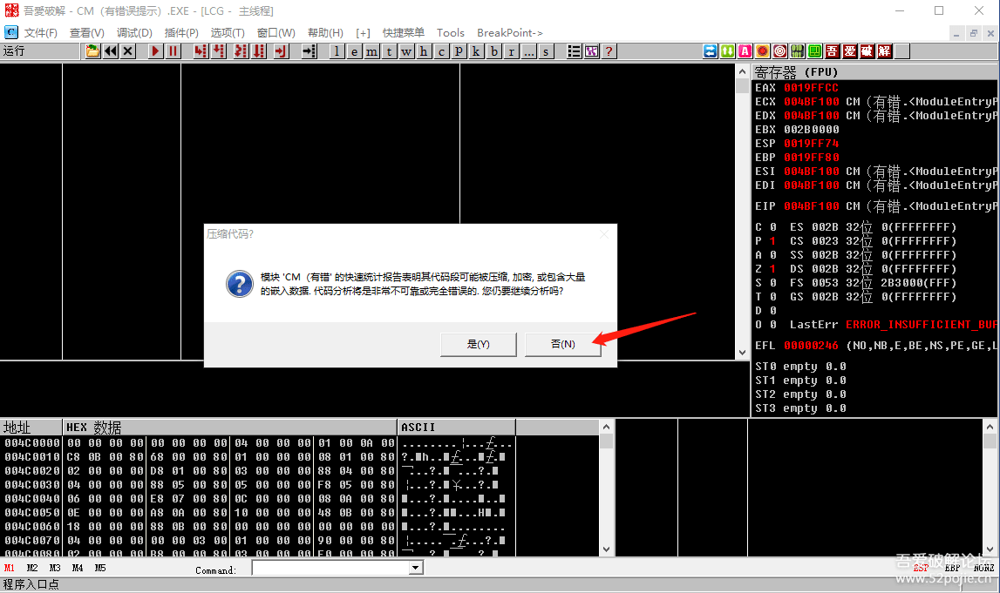 吾爱破解 - CM（有错误提示）.EXE - [LCG - 主线程]
文件(F) 查看(V) 调试(D) 插件(P) 选项(T) 窗口(W) 帮助(H) [+] 快捷菜单 Tools BreakPoint->
运行 l e m t w h c P k b r ... s ? 吾 爱 破 解
寄存器 (FPU)
EAX 0019FFCC
ECX 004BF100 CM（有错.<ModuleEntryP
EDX 004BF100 CM（有错.<ModuleEntryP
EBX 002B0000
ESP 0019FF74
EBP 0019FF80
ESI 004BF100 CM（有错.<ModuleEntryP
EDI 004BF100 CM（有错.<ModuleEntryP
EIP 004BF100 CM（有错.<ModuleEntryP
C 0 ES 002B 32位 0(FFFFFFFF)
P 1 CS 0023 32位 0(FFFFFFFF)
A 0 SS 002B 32位 0(FFFFFFFF)
Z 1 DS 002B 32位 0(FFFFFFFF)
S 0 FS 0053 32位 2B3000(FFF)
T 0 GS 002B 32位 0(FFFFFFFF)
D 0
O 0 LastErr ERROR_INSUFFICIENT_BUF
EFL 00000246 (NO,NB,E,BE,NS,PE,GE,L
ST0 empty 0.0
ST1 empty 0.0
ST2 empty 0.0
ST3 empty 0.0
压缩代码?
模块 'CM（有错' 的快速统计报告表明其代码段可能被压缩, 加密, 或包含大量
的嵌入数据. 代码分析将是非常不可靠或完全错误的. 您仍要继续分析吗?
是(Y) 否(N)
地址 HEX 数据 ASCII
004C0000 00 00 00 00 00 00 00 00 04 00 00 00 01 00 0A 00
004C0010 C8 0B 00 80 68 00 00 80 01 00 00 00 08 01 00 80
004C0020 02 00 00 00 D8 01 00 80 03 00 00 00 88 04 00 80
004C0030 04 00 00 00 88 05 00 80 05 00 00 00 F8 05 00 80
004C0040 06 00 00 00 E8 07 00 80 0C 00 00 00 08 0A 00 80
004C0050 0E 00 00 00 A8 0A 00 80 10 00 00 00 48 0B 00 80
004C0060 18 00 00 00 88 0B 00 80 00 00 00 00 00 00 00 00
004C0070 04 00 00 00 00 00 03 00 01 00 00 00 90 00 00 80
004C0080 02 00 00 00 B8 00 00 80 03 00 00 00 E0 00 00 80
M1 M2 M3 M4 M5 Command: ESP EBP NONE
程序入口点
吾爱破解论坛
www.52pojie.cn